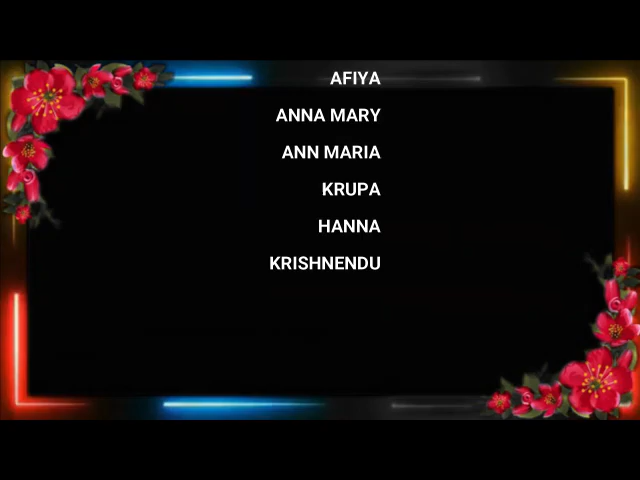 AFIYA
ANNA MARY
ANN MARIA
KRUPA
HANNA
KRISHNENDU